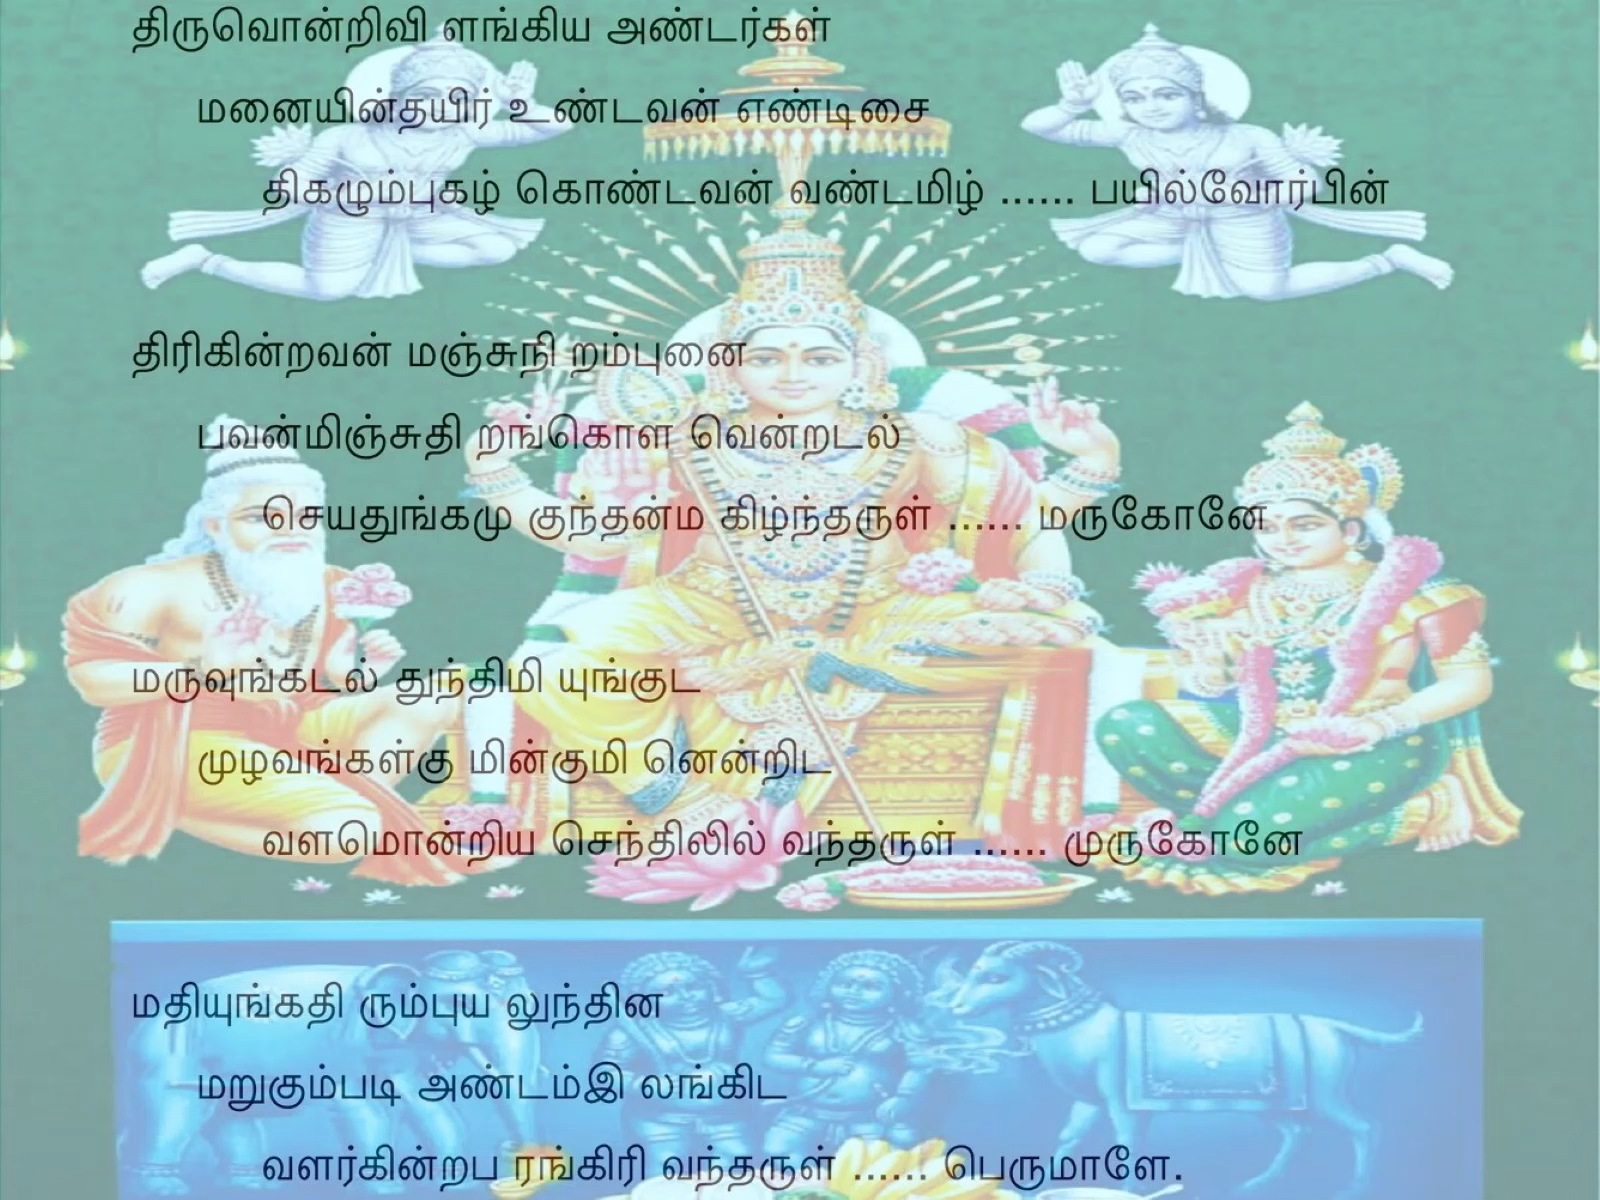 திருவொன்றிவி ளங்கிய அண்டர்கள்
மனையின்தயிர் உண்டவன் எண்டிசை
திகழும்புகழ் கொண்டவன் வண்டமிழ் ...... பயில்வோர்பின்
திரிகின்றவன் மஞ்சுநி றம்புனை
பவன்மிஞ்சுதி றங்கொள வென்றடல்
செயதுங்கமு குந்தன்ம கிழ்ந்தருள் ...... மருகோனே
மருவுங்கடல் துந்திமி யுங்குட
முழவங்கள்கு மின்குமி னென்றிட
வளமொன்றிய செந்திலில் வந்தருள் ...... முருகோனே
மதியுங்கதி ரும்புய லுந்தின
மறுகும்படி அண்டம்இ லங்கிட
வளர்கின்றப ரங்கிரி வந்தருள் ...... பெருமாளே.